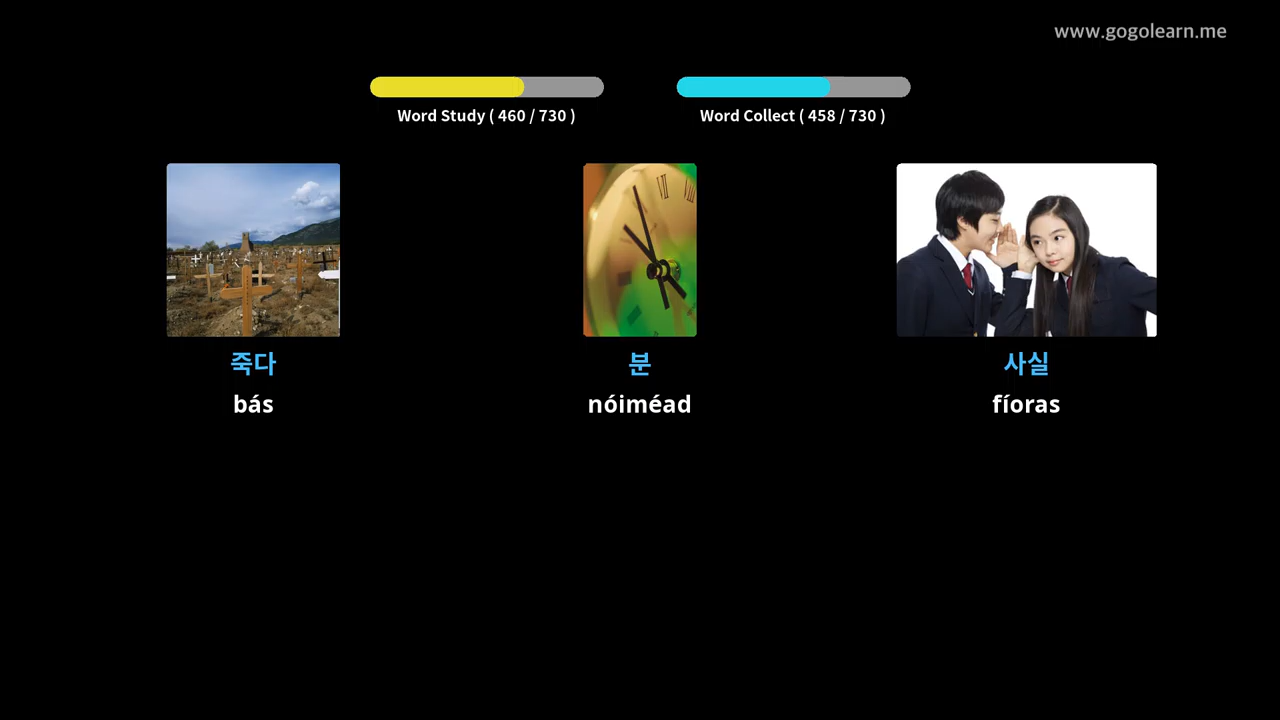 www.gogolearn.me
Word Study ( 460 / 730 )
Word Collect ( 458 / 730 )
죽다
분
사실
bás
nóiméad
fíoras